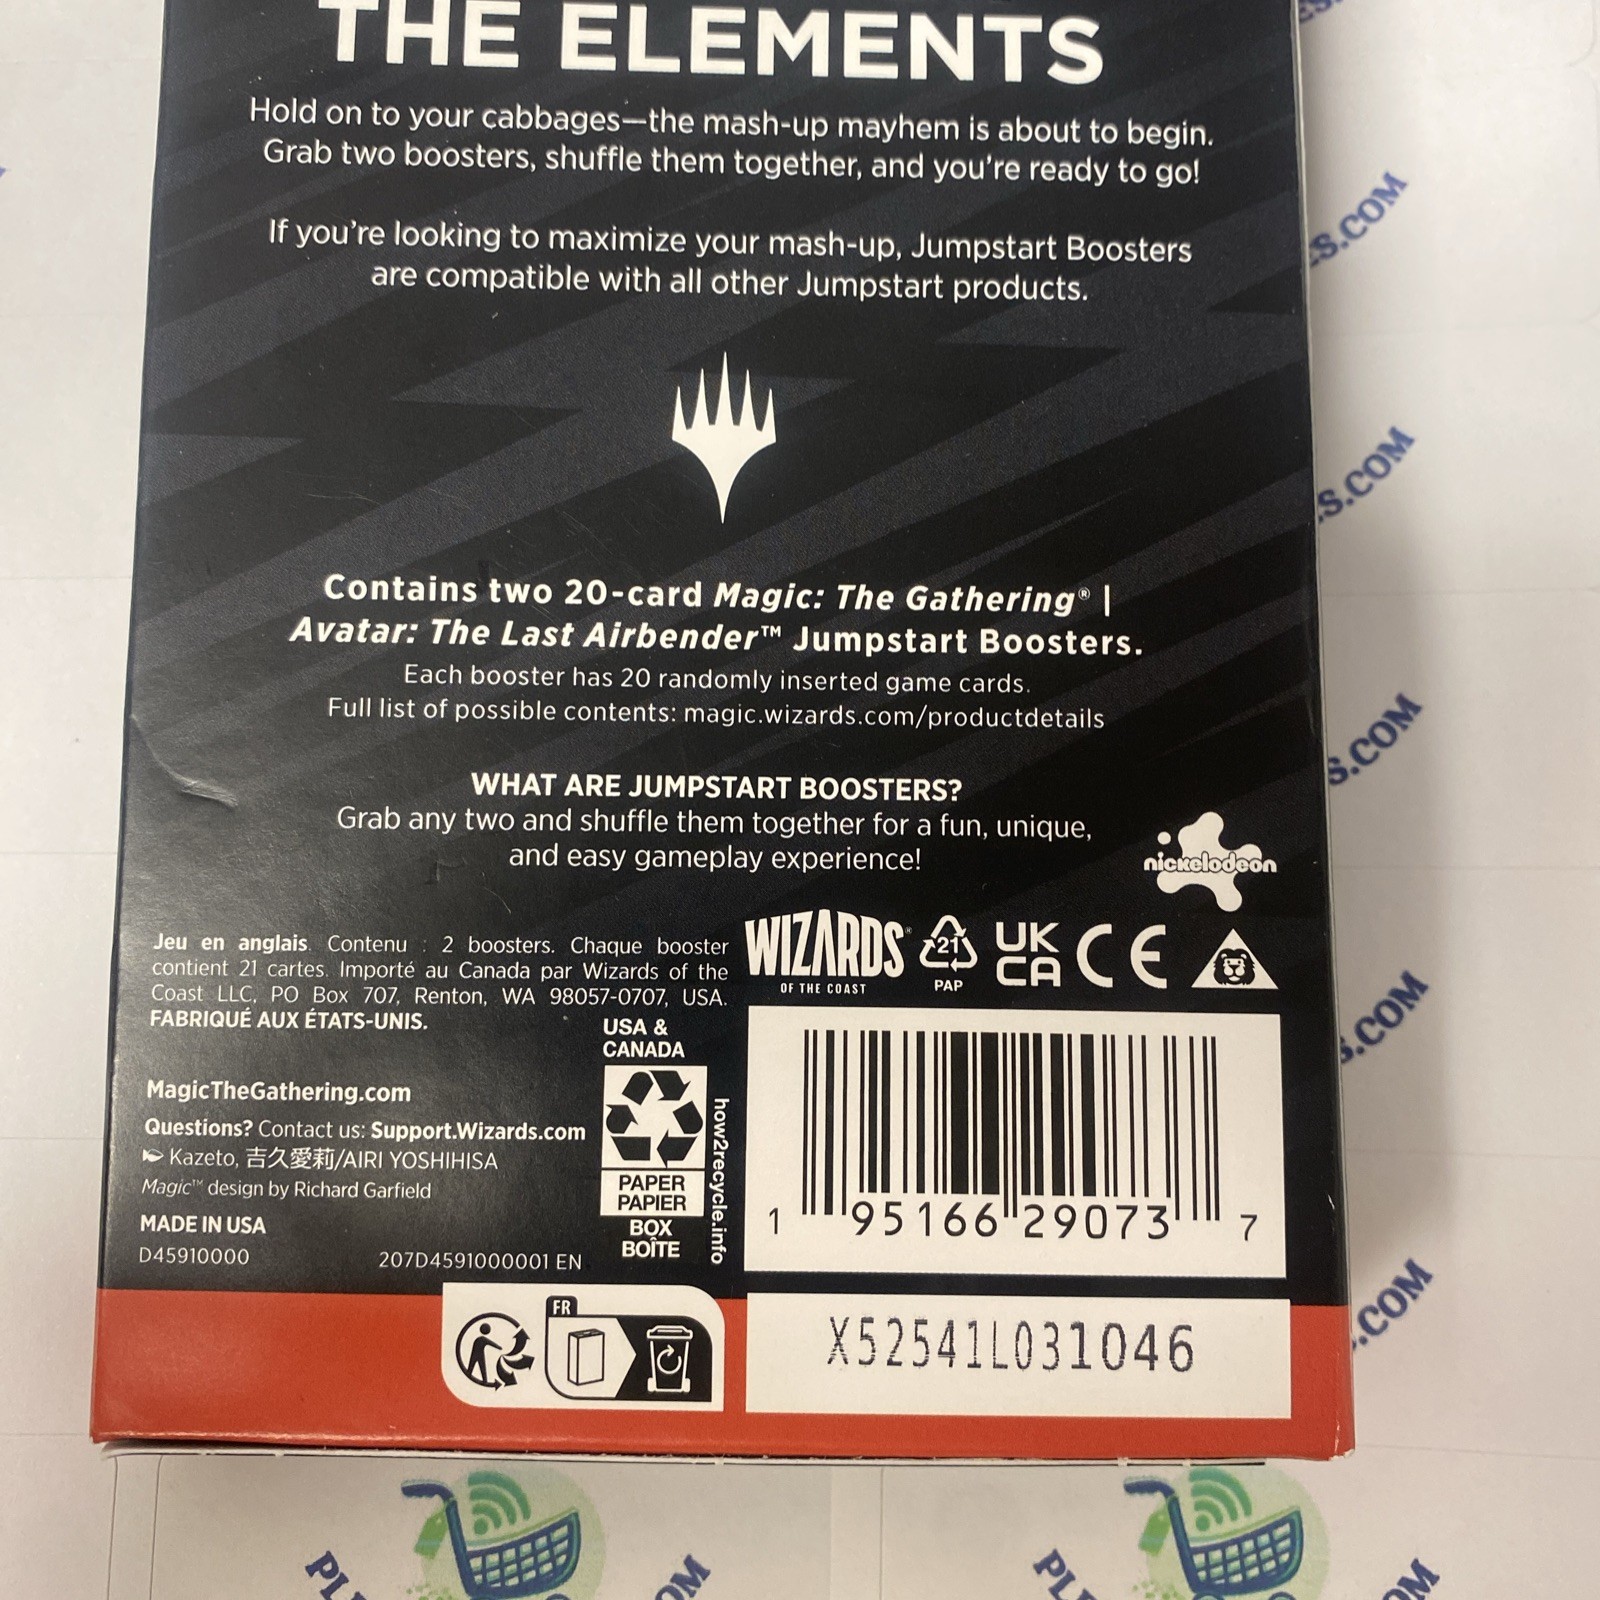 THE ELEMENTS
Hold on to your cabbages—the mash-up mayhem is about to begin.
Grab two boosters, shuffle them together, and you're ready to go!
If you're looking to maximize your mash-up, Jumpstart Boosters
are compatible with all other Jumpstart products.
Contains two 20-card Magic: The Gathering® |
Avatar: The Last Airbender™ Jumpstart Boosters.
Each booster has 20 randomly inserted game cards.
Full list of possible contents: magic.wizards.com/productdetails
WHAT ARE JUMPSTART BOOSTERS?
Grab any two and shuffle them together for a fun, unique,
and easy gameplay experience!
nickelodeon
Jeu en anglais. Contenu : 2 boosters. Chaque booster
contient 21 cartes. Importé au Canada par Wizards of the
Coast LLC, PO Box 707, Renton, WA 98057-0707, USA.
FABRIQUÉ AUX ÉTATS-UNIS.
WIZARDS®
OF THE COAST
21
PAP
UK
CA
CE
MagicTheGathering.com
Questions? Contact us: Support.Wizards.com
Kazeto, 吉久愛莉/AIRI YOSHIHISA
Magic™ design by Richard Garfield
MADE IN USA
D45910000
207D4591000001 EN
USA &
CANADA
PAPER
PAPIER
BOX
BOÎTE
how2recycle.info
1 95166 29073 7
FR
X52541L031046
S.COM
S.COM
S.COM
S.COM
.COM